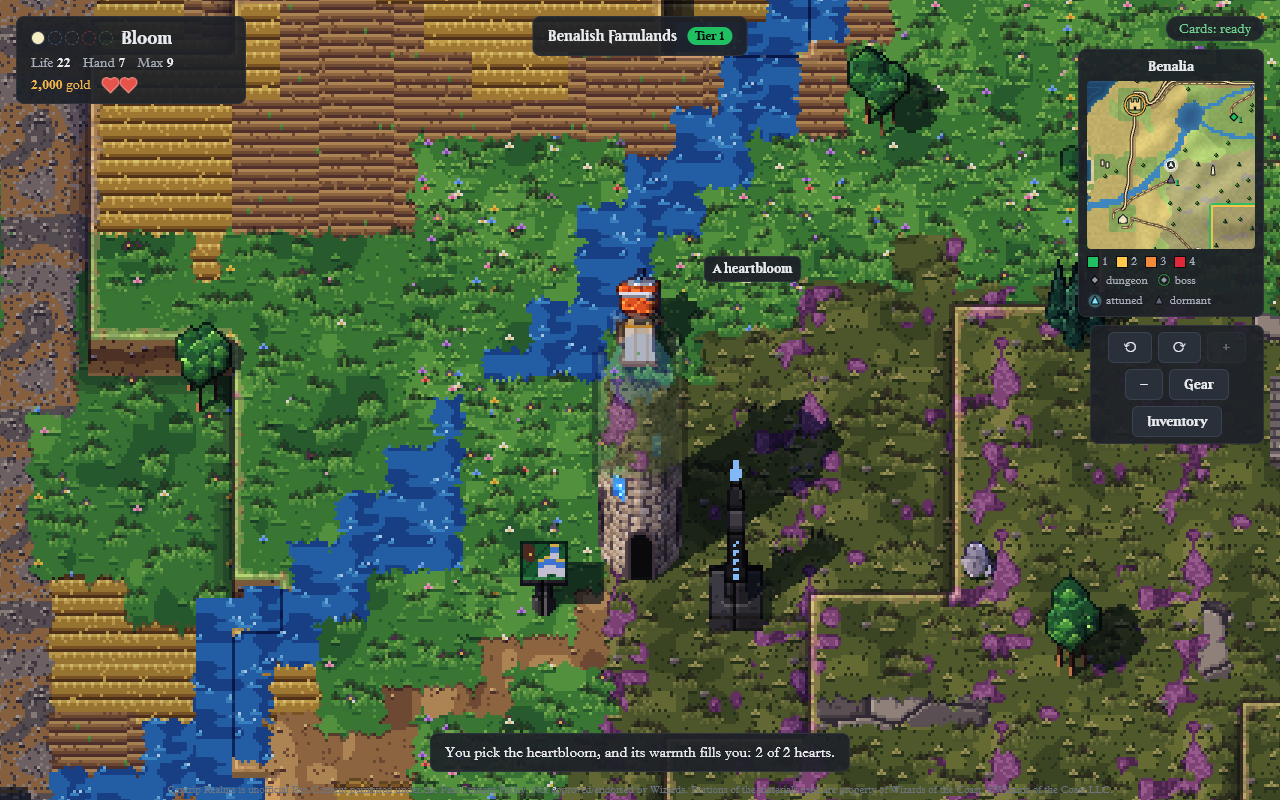 Bloom
Life 22 Hand 7 Max 9
2,000 gold
Benalish Farmlands Tier 1
Cards: ready
Benalia
1
1
1 2 3 4
dungeon boss
attuned dormant
+
− Gear
Inventory
A heartbloom
You pick the heartbloom, and its warmth fills you: 2 of 2 hearts.